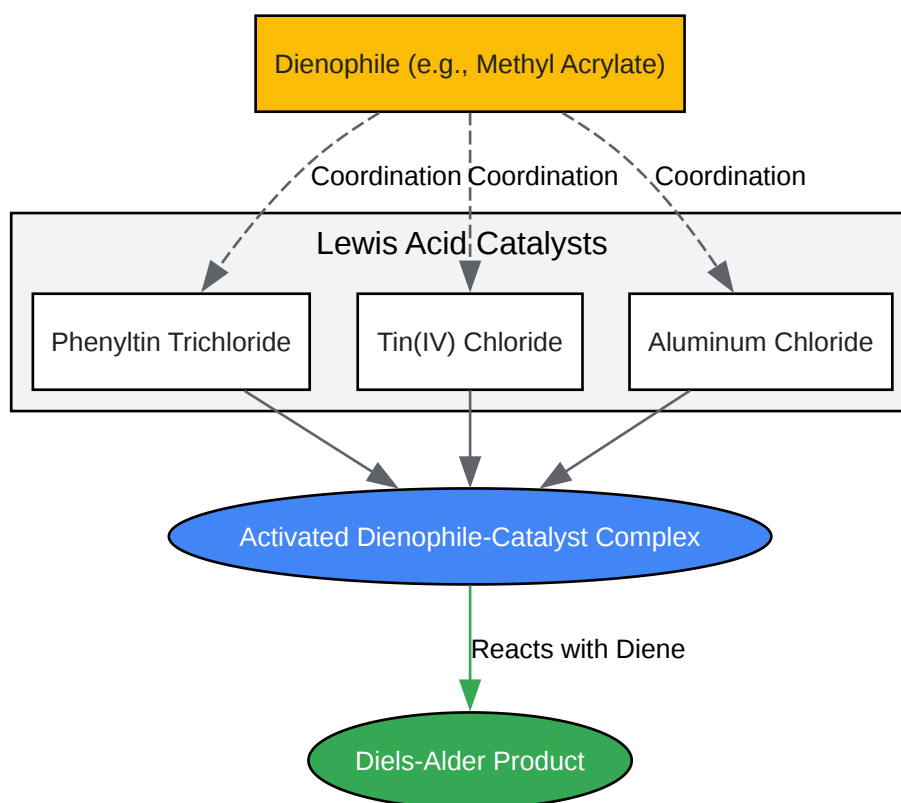 Dienophile (e.g., Methyl Acrylate)
Coordination Coordination Coordination
Lewis Acid Catalysts
Phenyltin Trichloride Tin(IV) Chloride Aluminum Chloride
Activated Dienophile-Catalyst Complex
Reacts with Diene
Diels-Alder Product